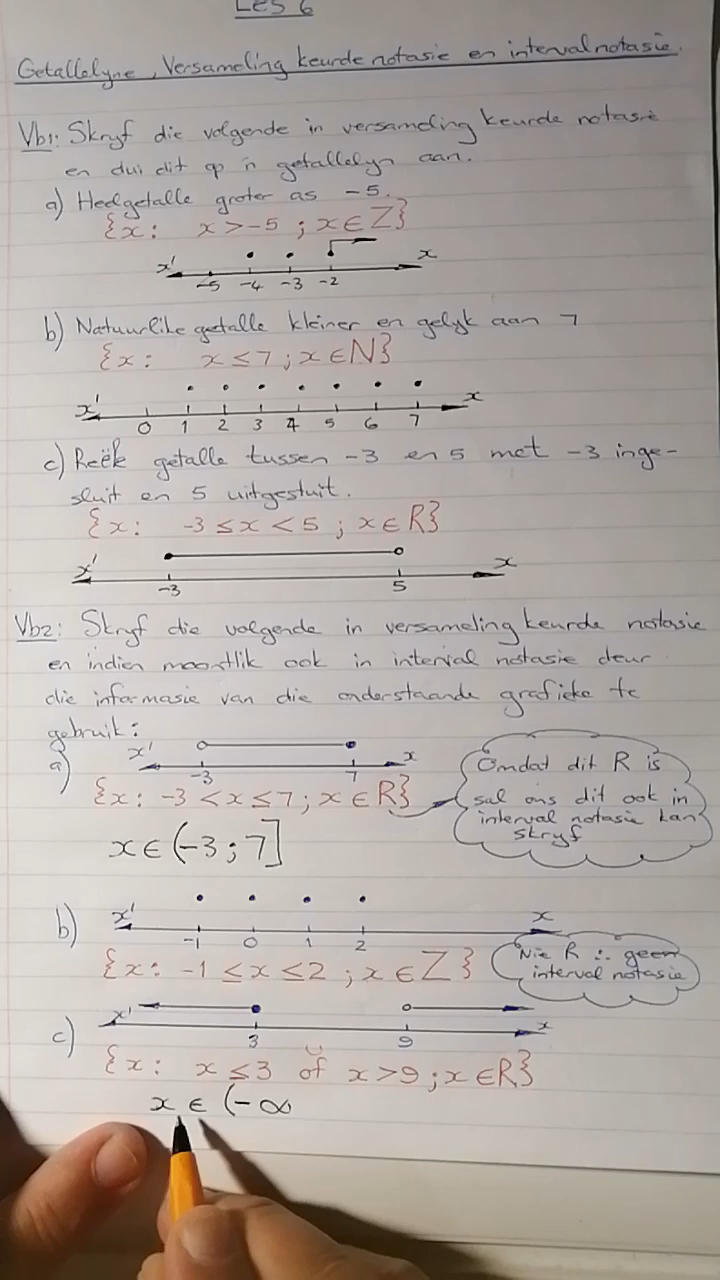 Les 6
Getallelyne, Versameling keurde notasie en intervalnotasie.
Vb1: Skryf die volgende in versameling keurde notasie
en dui dit op 'n getallelyn aan.
a) Heelgetalle groter as -5.
{x: x > -5 ; x ∈ Z}
x' x
-5 -4 -3 -2
b) Natuurlike getalle kleiner en gelyk aan 7
{x: x ≤ 7 ; x ∈ N}
x' x
0 1 2 3 4 5 6 7
c) Reële getalle tussen -3 en 5 met -3 inge-
sluit en 5 uitgesluit.
{x: -3 ≤ x < 5 ; x ∈ R}
x' x
-3 5
Vb2: Skryf die volgende in versameling keurde notasie
en indien moontlik ook in interval notasie deur
die informasie van die onderstaande grafieke te
gebruik:
a) x' x
-3 7
{x: -3 < x ≤ 7 ; x ∈ R}
x ∈ (-3 ; 7]
Omdat dit R is
sal ons dit ook in
interval notasie kan
skryf
b) x' x
-1 0 1 2
{x: -1 ≤ x ≤ 2 ; x ∈ Z}
Nie R ∴ geen
interval notasie
c) x' x
3 9
{x: x ≤ 3 of x > 9 ; x ∈ R}
x ∈ (-∞